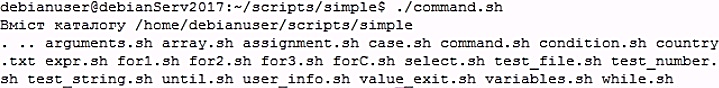 debianuser@debianServ2017:~/scripts/simple$ ./command.sh
Вміст каталогу /home/debianuser/scripts/simple
. .. arguments.sh array.sh assignment.sh case.sh command.sh condition.sh country
.txt expr.sh for1.sh for2.sh for3.sh forC.sh select.sh test_file.sh test_number.
sh test_string.sh until.sh user_info.sh value_exit.sh variables.sh while.sh